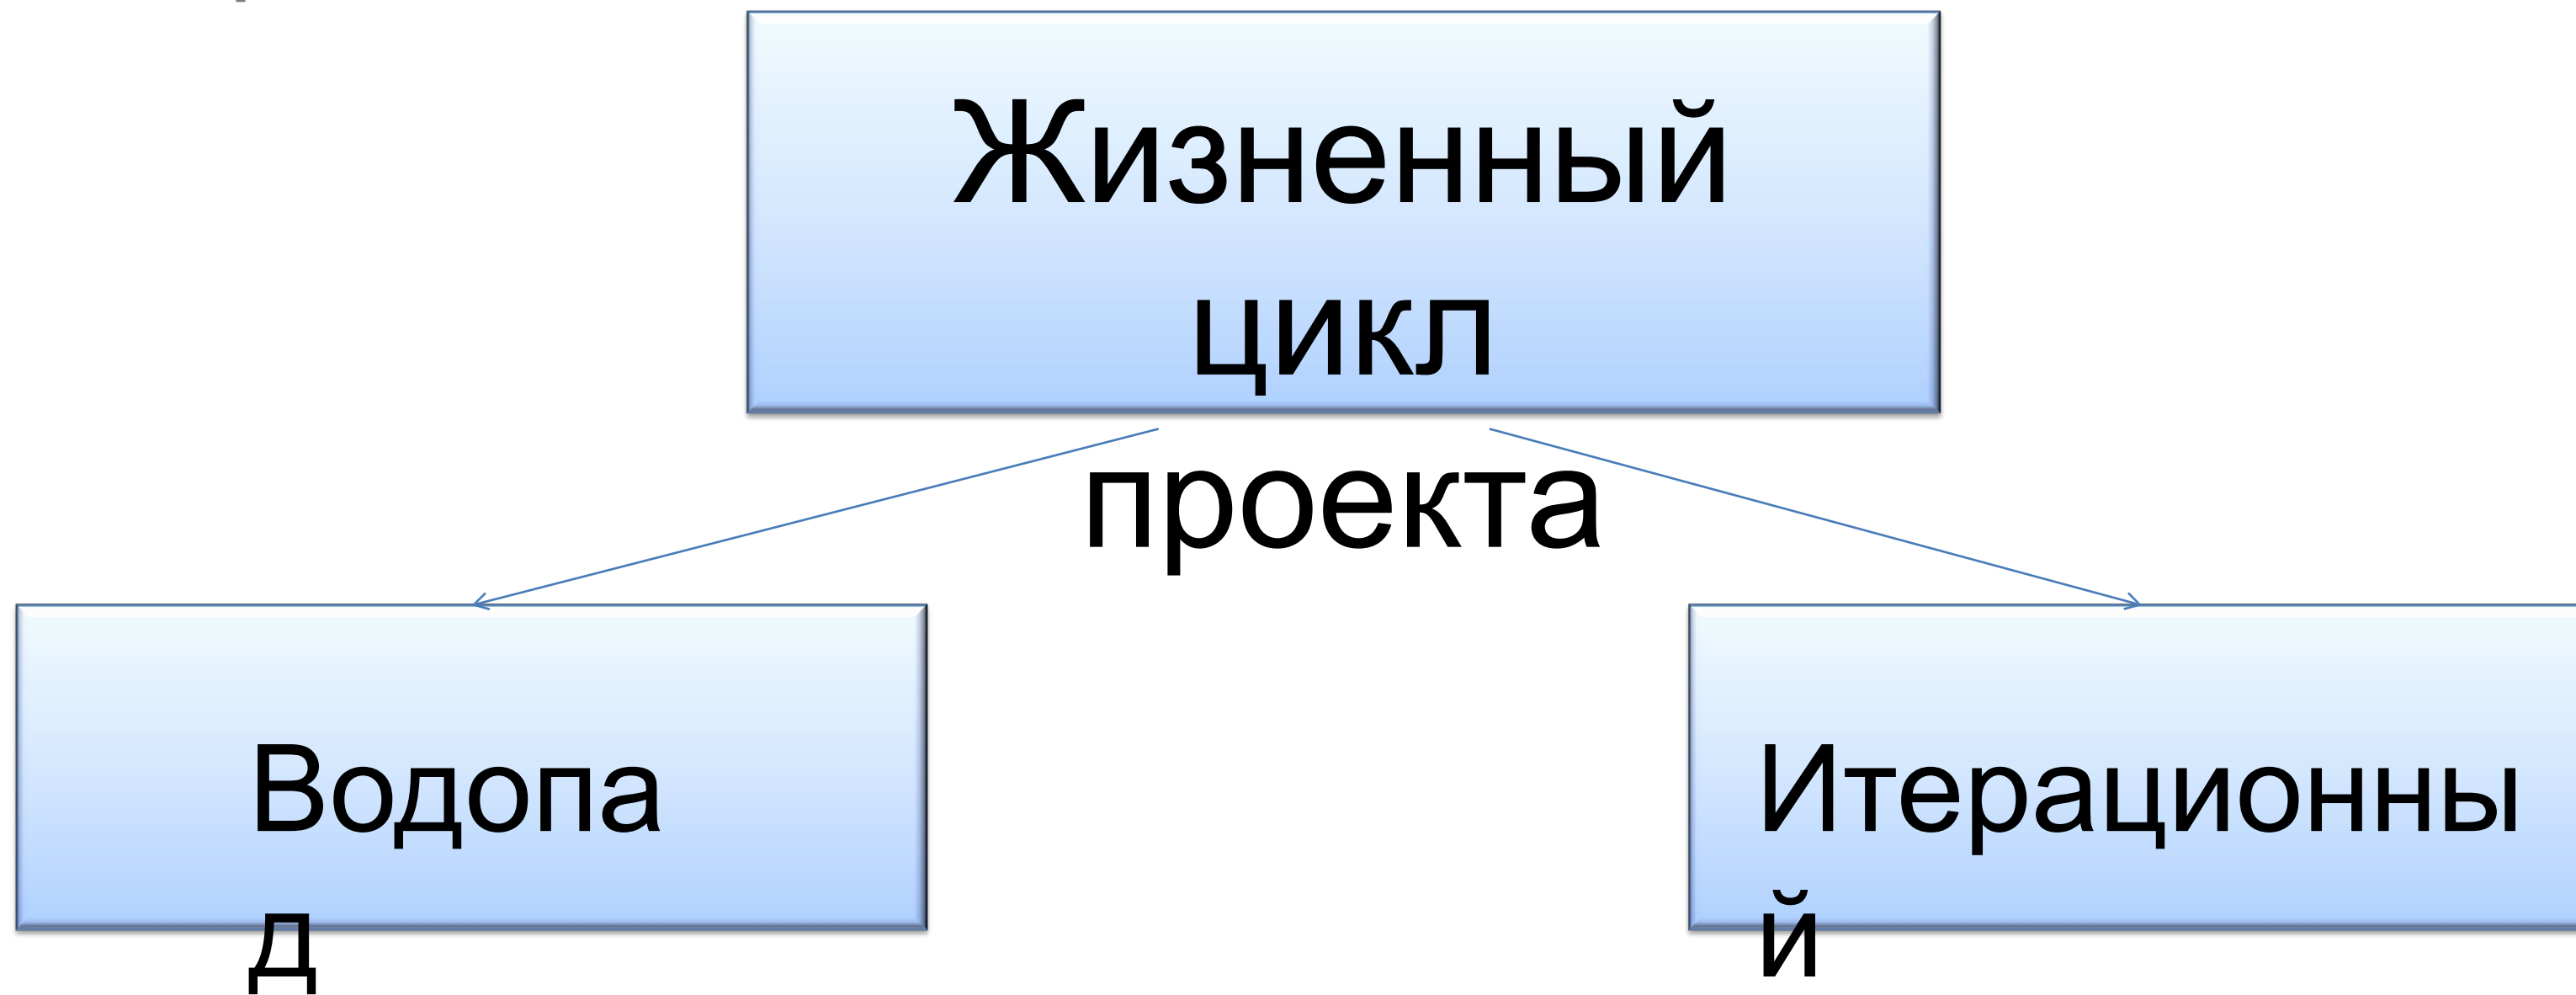 Жизненный
цикл
проекта
Водопа
д
Итерационны
й